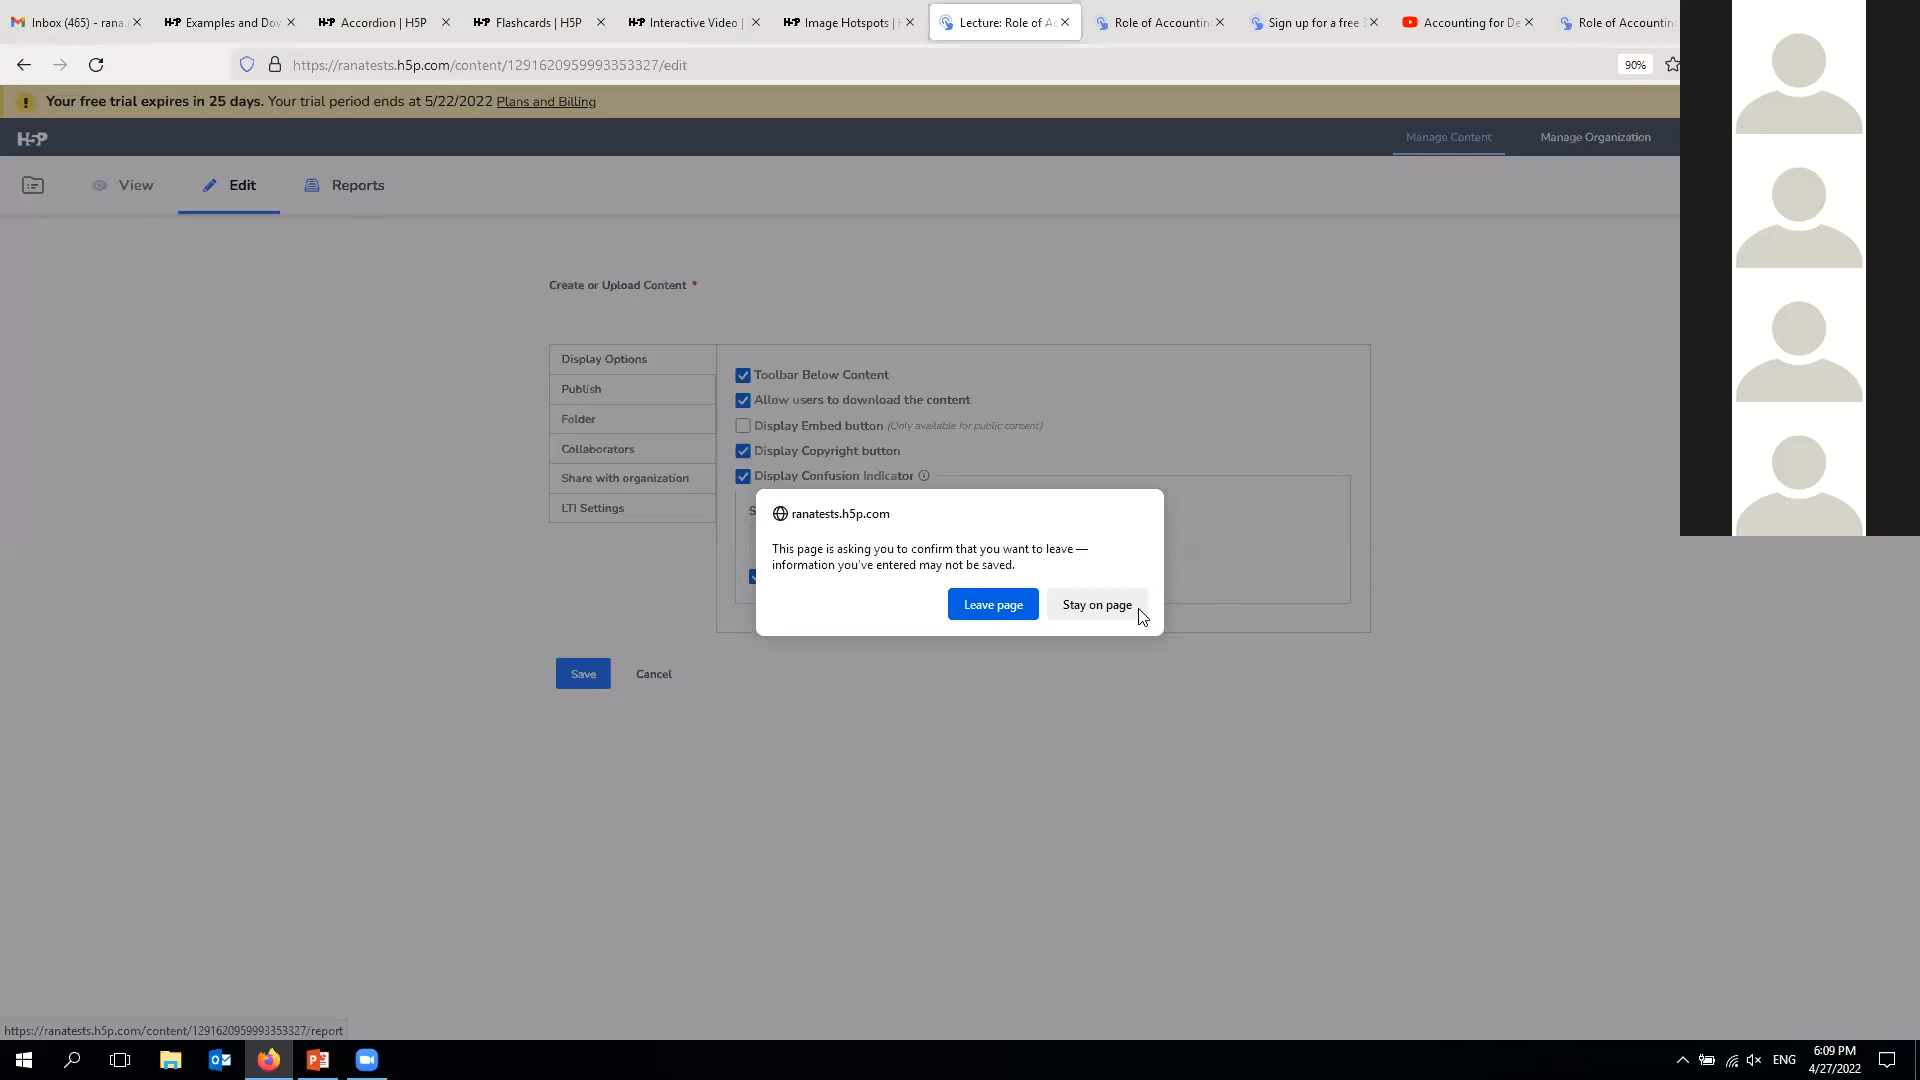 Inbox (465) - rana.
Examples and Dov
Accordion | H5P
Flashcards | H5P
Interactive Video |
Image Hotspots |
Lecture: Role of Ac
Role of Accountin
Sign up for a free
Accounting for De
Role of Accountin
https://ranatests.h5p.com/content/1291620959993353327/edit
90%
Your free trial expires in 25 days. Your trial period ends at 5/22/2022 Plans and Billing
H5P
Manage Content
Manage Organization
View
Edit
Reports
Create or Upload Content *
Display Options
Publish
Folder
Collaborators
Share with organization
LTI Settings
Toolbar Below Content
Allow users to download the content
Display Embed button (Only available for public content)
Display Copyright button
Display Confusion Indicator
S
ranatests.h5p.com
This page is asking you to confirm that you want to leave —
information you've entered may not be saved.
Leave page
Stay on page
Save
Cancel
https://ranatests.h5p.com/content/1291620959993353327/report
ENG
6:09 PM
4/27/2022